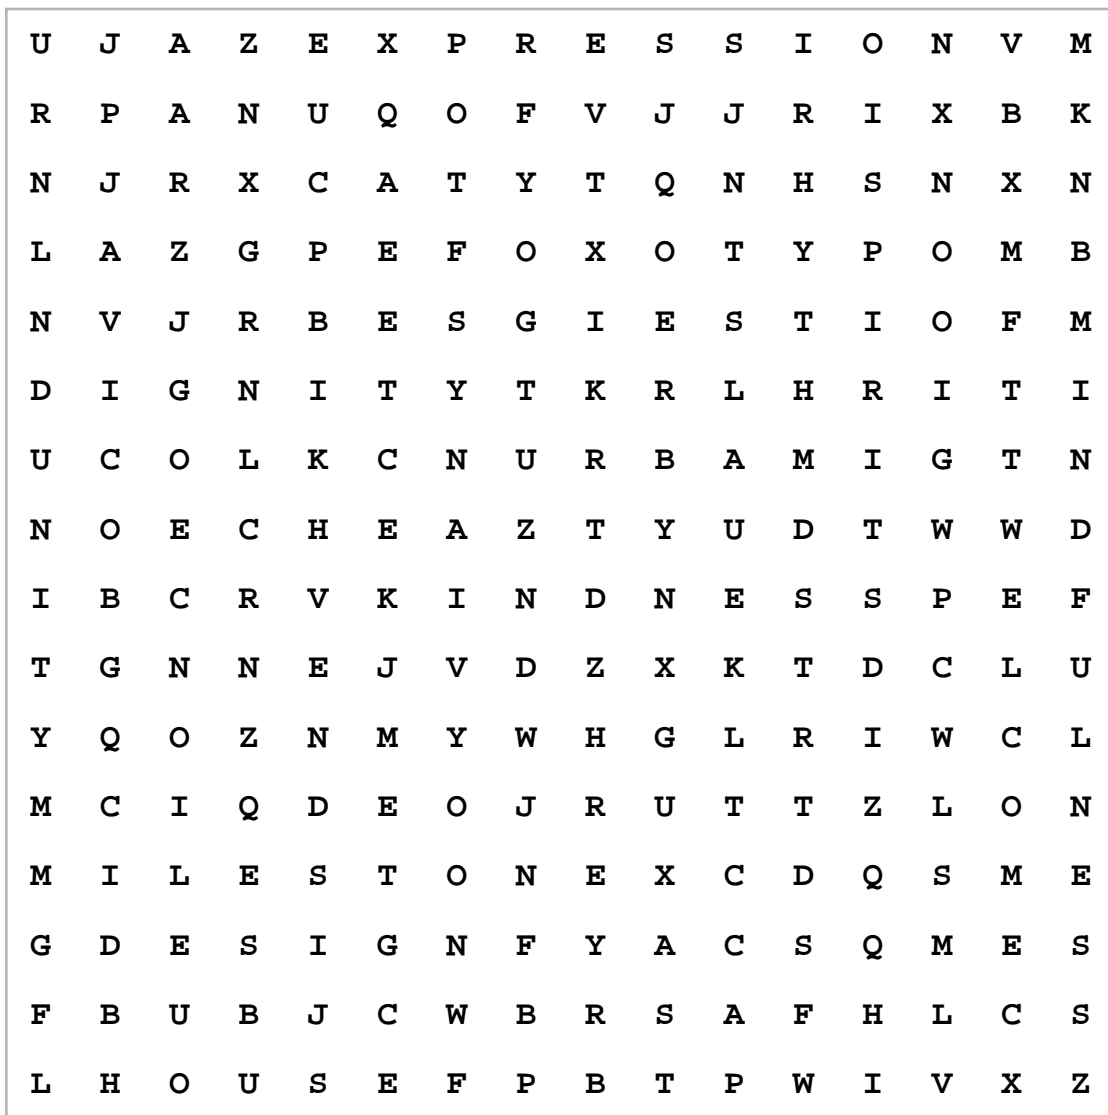 U J A Z E X P R E S S I O N V M
R P A N U Q O F V J J R I X B K
N J R X C A T Y T Q N H S N X N
L A Z G P E F O X O T Y P O M B
N V J R B E S G I E S T I O F M
D I G N I T Y T K R L H R I T I
U C O L K C N U R B A M I G T N
N O E C H E A Z T Y U D T W W D
I B C R V K I N D N E S S P E F
T G N N E J V D Z X K T D C L U
Y Q O Z N M Y W H G L R I W C L
M C I Q D E O J R U T T Z L O N
M I L E S T O N E X C D Q S M E
G D E S I G N F Y A C S Q M E S
F B U B J C W B R S A F H L C S
L H O U S E F P B T P W I V X Z